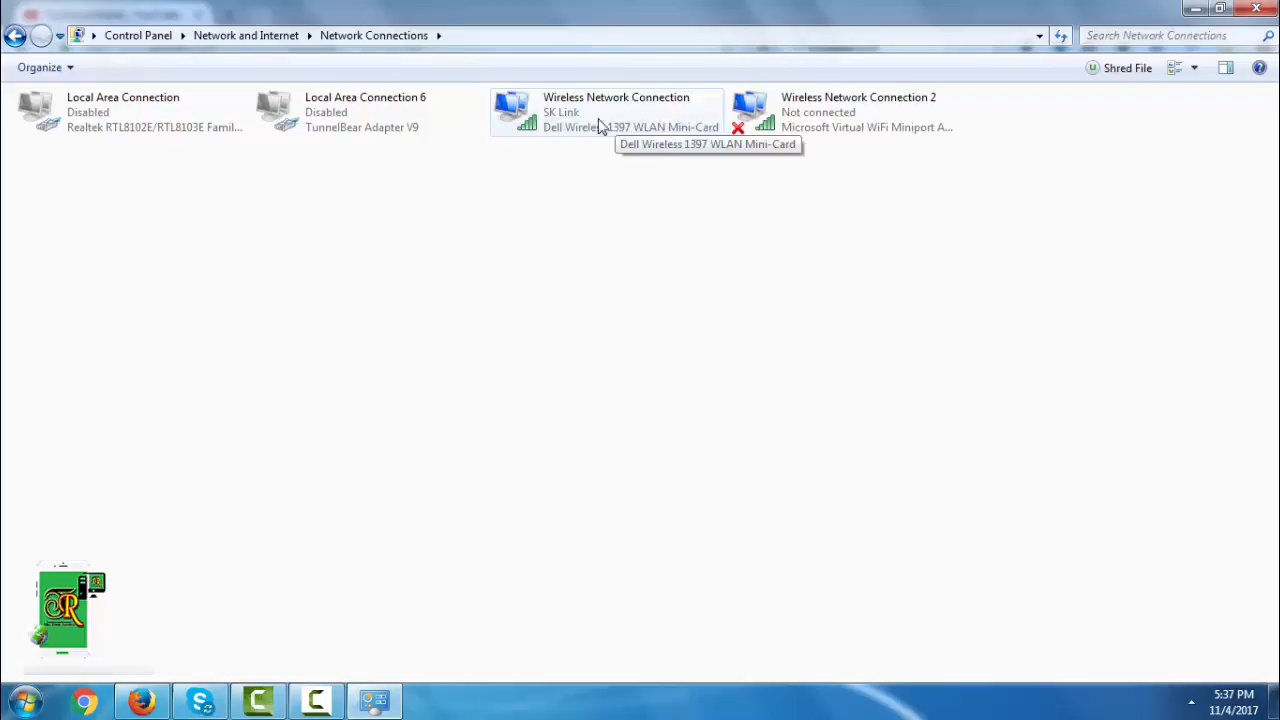 Control Panel
Network and Internet
Network Connections
Search Network Connections
Organize
Shred File
Local Area Connection
Disabled
Realtek RTL8102E/RTL8103E Famil...
Local Area Connection 6
Disabled
TunnelBear Adapter V9
Wireless Network Connection
SK Link
Dell Wireless 1397 WLAN Mini-Card
Dell Wireless 1397 WLAN Mini-Card
Wireless Network Connection 2
Not connected
Microsoft Virtual WiFi Miniport A...
5:37 PM
11/4/2017